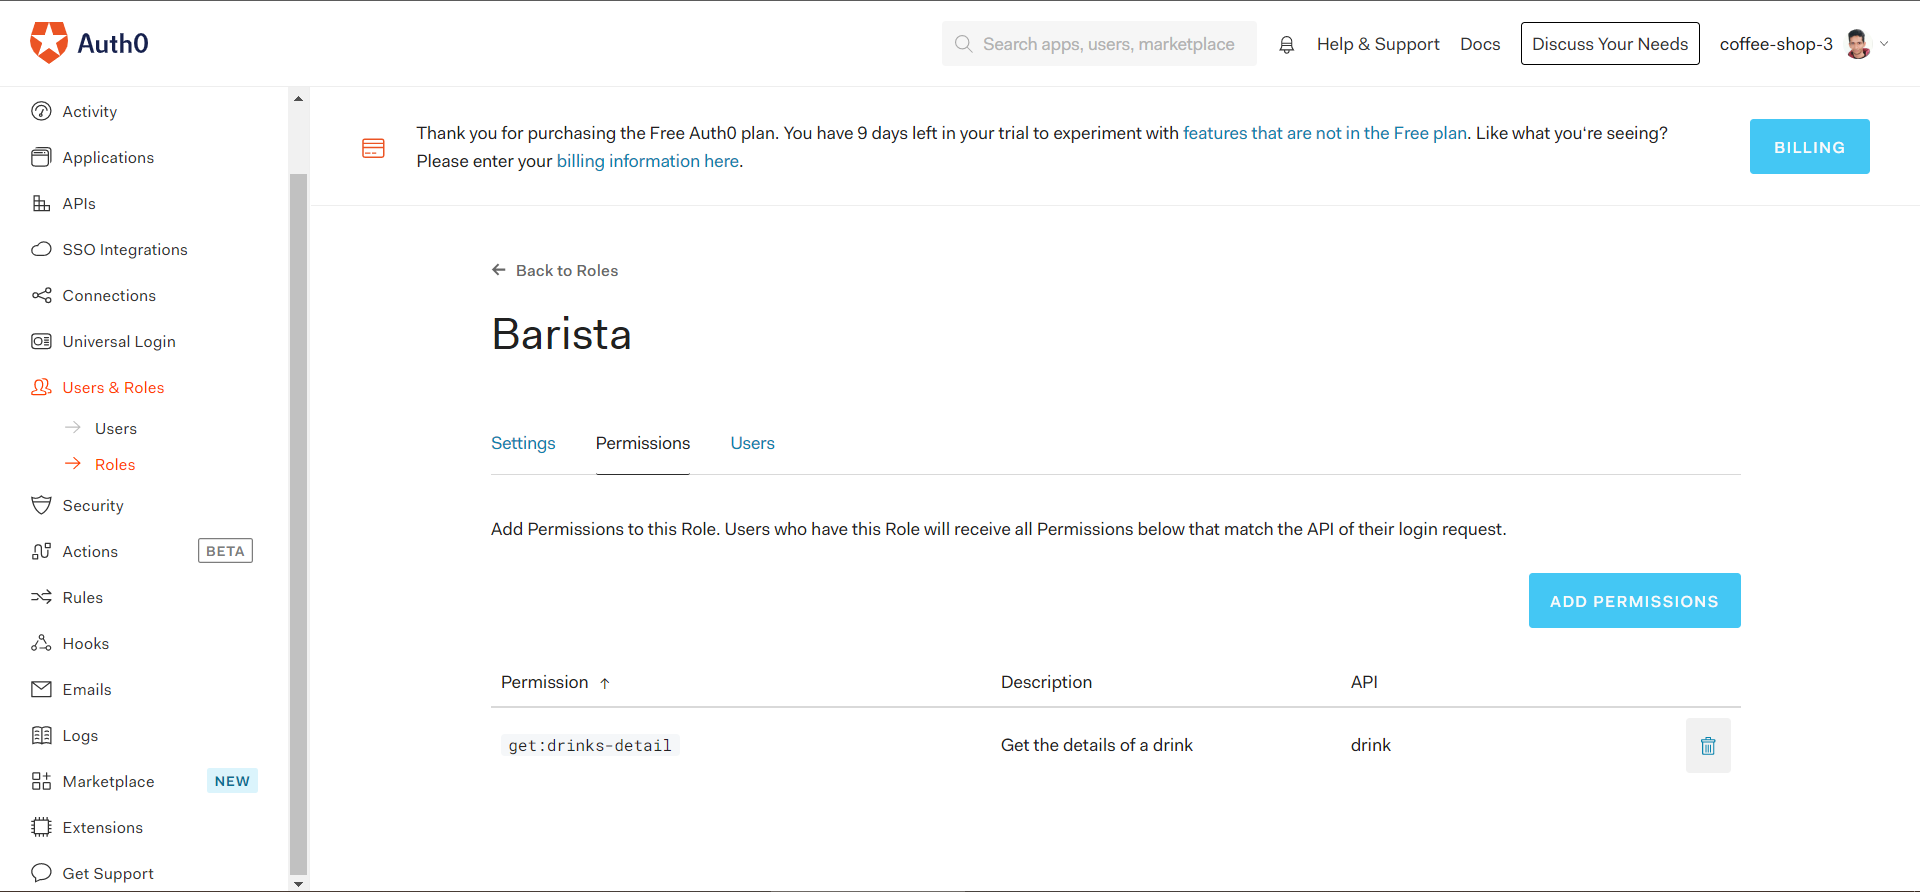 Auth0
Search apps, users, marketplace
Help & Support
Docs
Discuss Your Needs
coffee-shop-3
Activity
Applications
APIs
SSO Integrations
Connections
Universal Login
Users & Roles
Users
Roles
Security
Actions BETA
Rules
Hooks
Emails
Logs
Marketplace NEW
Extensions
Get Support
Thank you for purchasing the Free Auth0 plan. You have 9 days left in your trial to experiment with features that are not in the Free plan. Like what you're seeing?
Please enter your billing information here.
BILLING
Back to Roles
Barista
Settings Permissions Users
Add Permissions to this Role. Users who have this Role will receive all Permissions below that match the API of their login request.
ADD PERMISSIONS
Permission Description API
get:drinks-detail Get the details of a drink drink